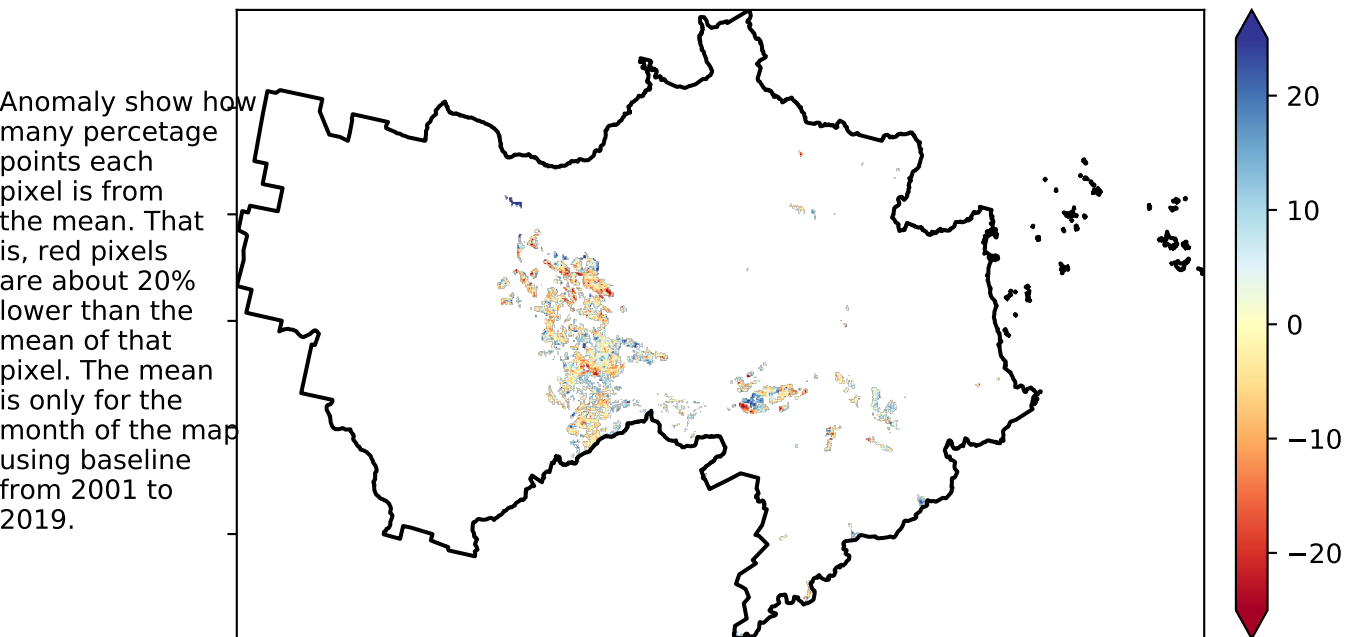 Anomaly show how
many percetage
points each
pixel is from
the mean. That
is, red pixels
are about 20%
lower than the
mean of that
pixel. The mean
is only for the
month of the map
using baseline
from 2001 to
2019.
20
10
0
−10
−20